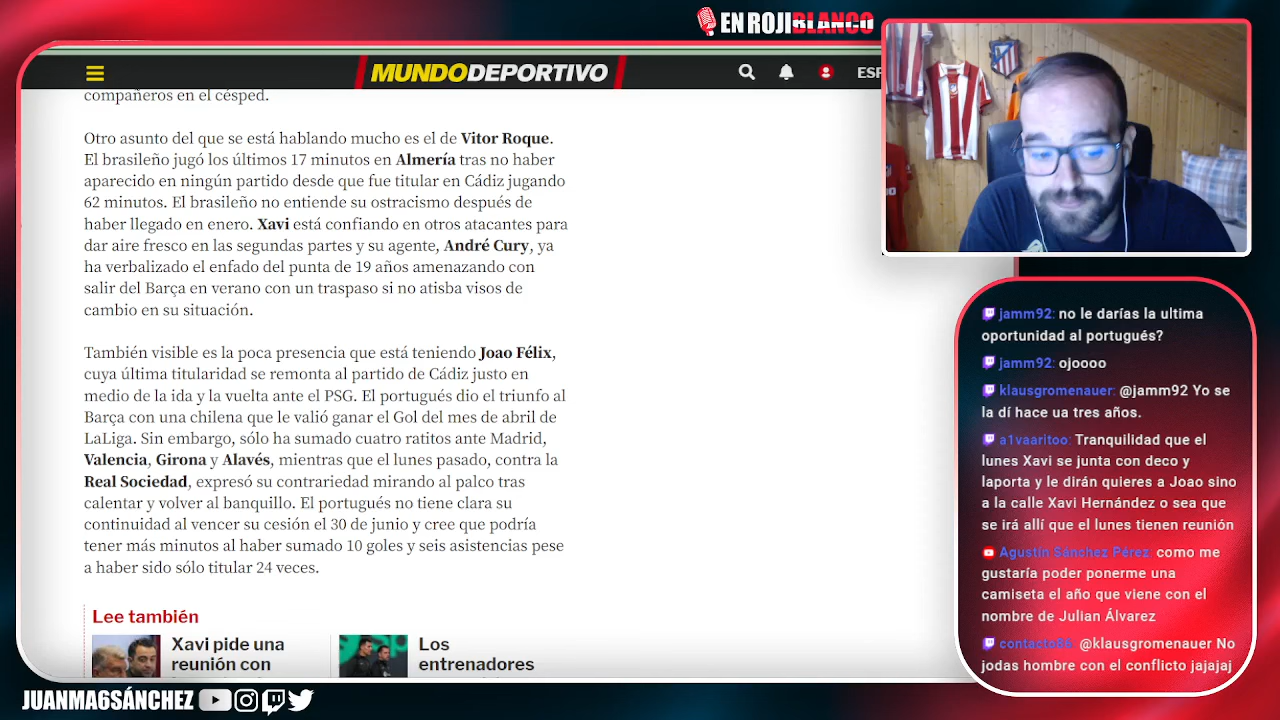 EN ROJIBLANCO
MUNDODEPORTIVO
ESP
compañeros en el césped.
Otro asunto del que se está hablando mucho es el de Vitor Roque.
El brasileño jugó los últimos 17 minutos en Almería tras no haber
aparecido en ningún partido desde que fue titular en Cádiz jugando
62 minutos. El brasileño no entiende su ostracismo después de
haber llegado en enero. Xavi está confiando en otros atacantes para
dar aire fresco en las segundas partes y su agente, André Cury, ya
ha verbalizado el enfado del punta de 19 años amenazando con
salir del Barça en verano con un traspaso si no atisba visos de
cambio en su situación.
También visible es la poca presencia que está teniendo Joao Félix,
cuya última titularidad se remonta al partido de Cádiz justo en
medio de la ida y la vuelta ante el PSG. El portugués dio el triunfo al
Barça con una chilena que le valió ganar el Gol del mes de abril de
LaLiga. Sin embargo, sólo ha sumado cuatro ratitos ante Madrid,
Valencia, Girona y Alavés, mientras que el lunes pasado, contra la
Real Sociedad, expresó su contrariedad mirando al palco tras
calentar y volver al banquillo. El portugués no tiene clara su
continuidad al vencer su cesión el 30 de junio y cree que podría
tener más minutos al haber sumado 10 goles y seis asistencias pese
a haber sido sólo titular 24 veces.
Lee también
Xavi pide una
reunión con
Los
entrenadores
jamm92: no le darías la ultima
oportunidad al portugués?
jamm92: ojoooo
klausgromenauer: @jamm92 Yo se
la dí hace ua tres años.
a1vaaritoo: Tranquilidad que el
lunes Xavi se junta con deco y
laporta y le dirán quieres a Joao sino
a la calle Xavi Hernández o sea que
se irá allí que el lunes tienen reunión
Agustín Sánchez Pérez: como me
gustaría poder ponerme una
camiseta el año que viene con el
nombre de Julian Álvarez
contacto86: @klausgromenauer No
jodas hombre con el conflicto jajajaj
JUANMA6SÁNCHEZ